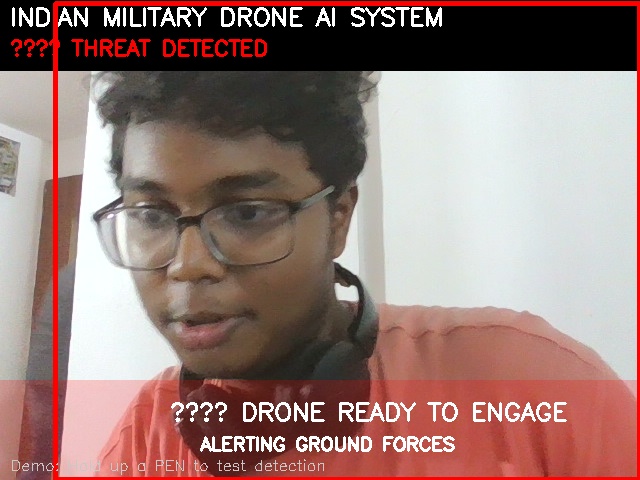 INDIAN MILITARY DRONE AI SYSTEM
???? THREAT DETECTED
???? DRONE READY TO ENGAGE
ALERTING GROUND FORCES
Demo: up a PEN to test detection